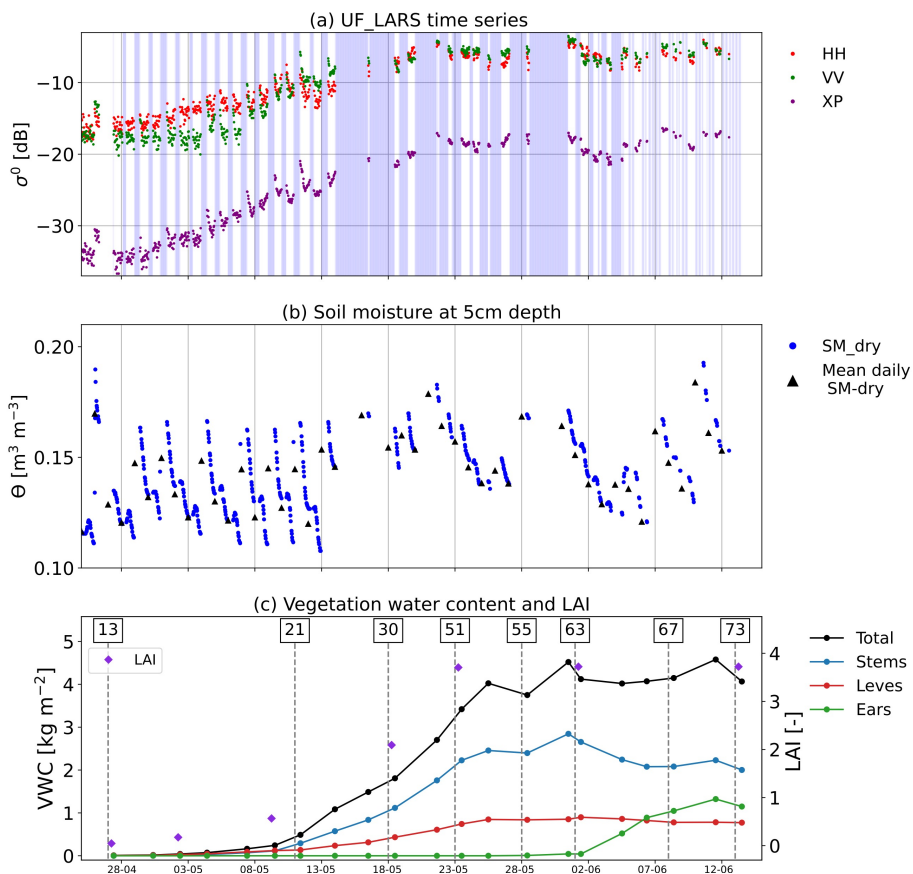 (a) UF_LARS time series
−10
−20
−30
σ⁰ [dB]
HH
VV
XP
(b) Soil moisture at 5cm depth
0.20
0.15
0.10
Θ [m³ m⁻³]
SM_dry
Mean daily
SM-dry
(c) Vegetation water content and LAI
13
21
30
51
55
63
67
73
LAI
5
4
3
2
1
0
VWC [kg m⁻²]
4
3
2
1
0
LAI [-]
Total
Stems
Leves
Ears
28-04
03-05
08-05
13-05
18-05
23-05
28-05
02-06
07-06
12-06